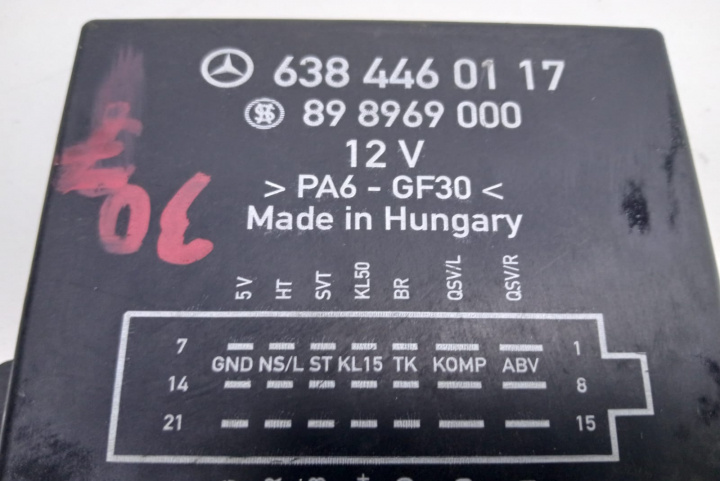 638 446 01 17
89 8969 000
12 V
> PA6 - GF30 <
Made in Hungary
5 V HT SVT KL50 BR QSV/L QSV/R
7 1
GND NS/L ST KL15 TK KOMP ABV
14 8
21 15